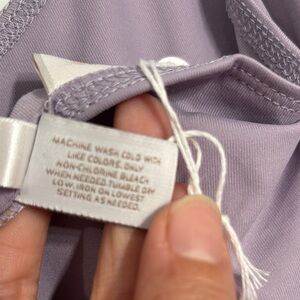 MACHINE WASH COLD WITH
LIKE COLORS. ONLY
NON-CHLORINE BLEACH
WHEN NEEDED. TUMBLE DRY
LOW. IRON ON LOWEST
SETTING AS NEEDED.